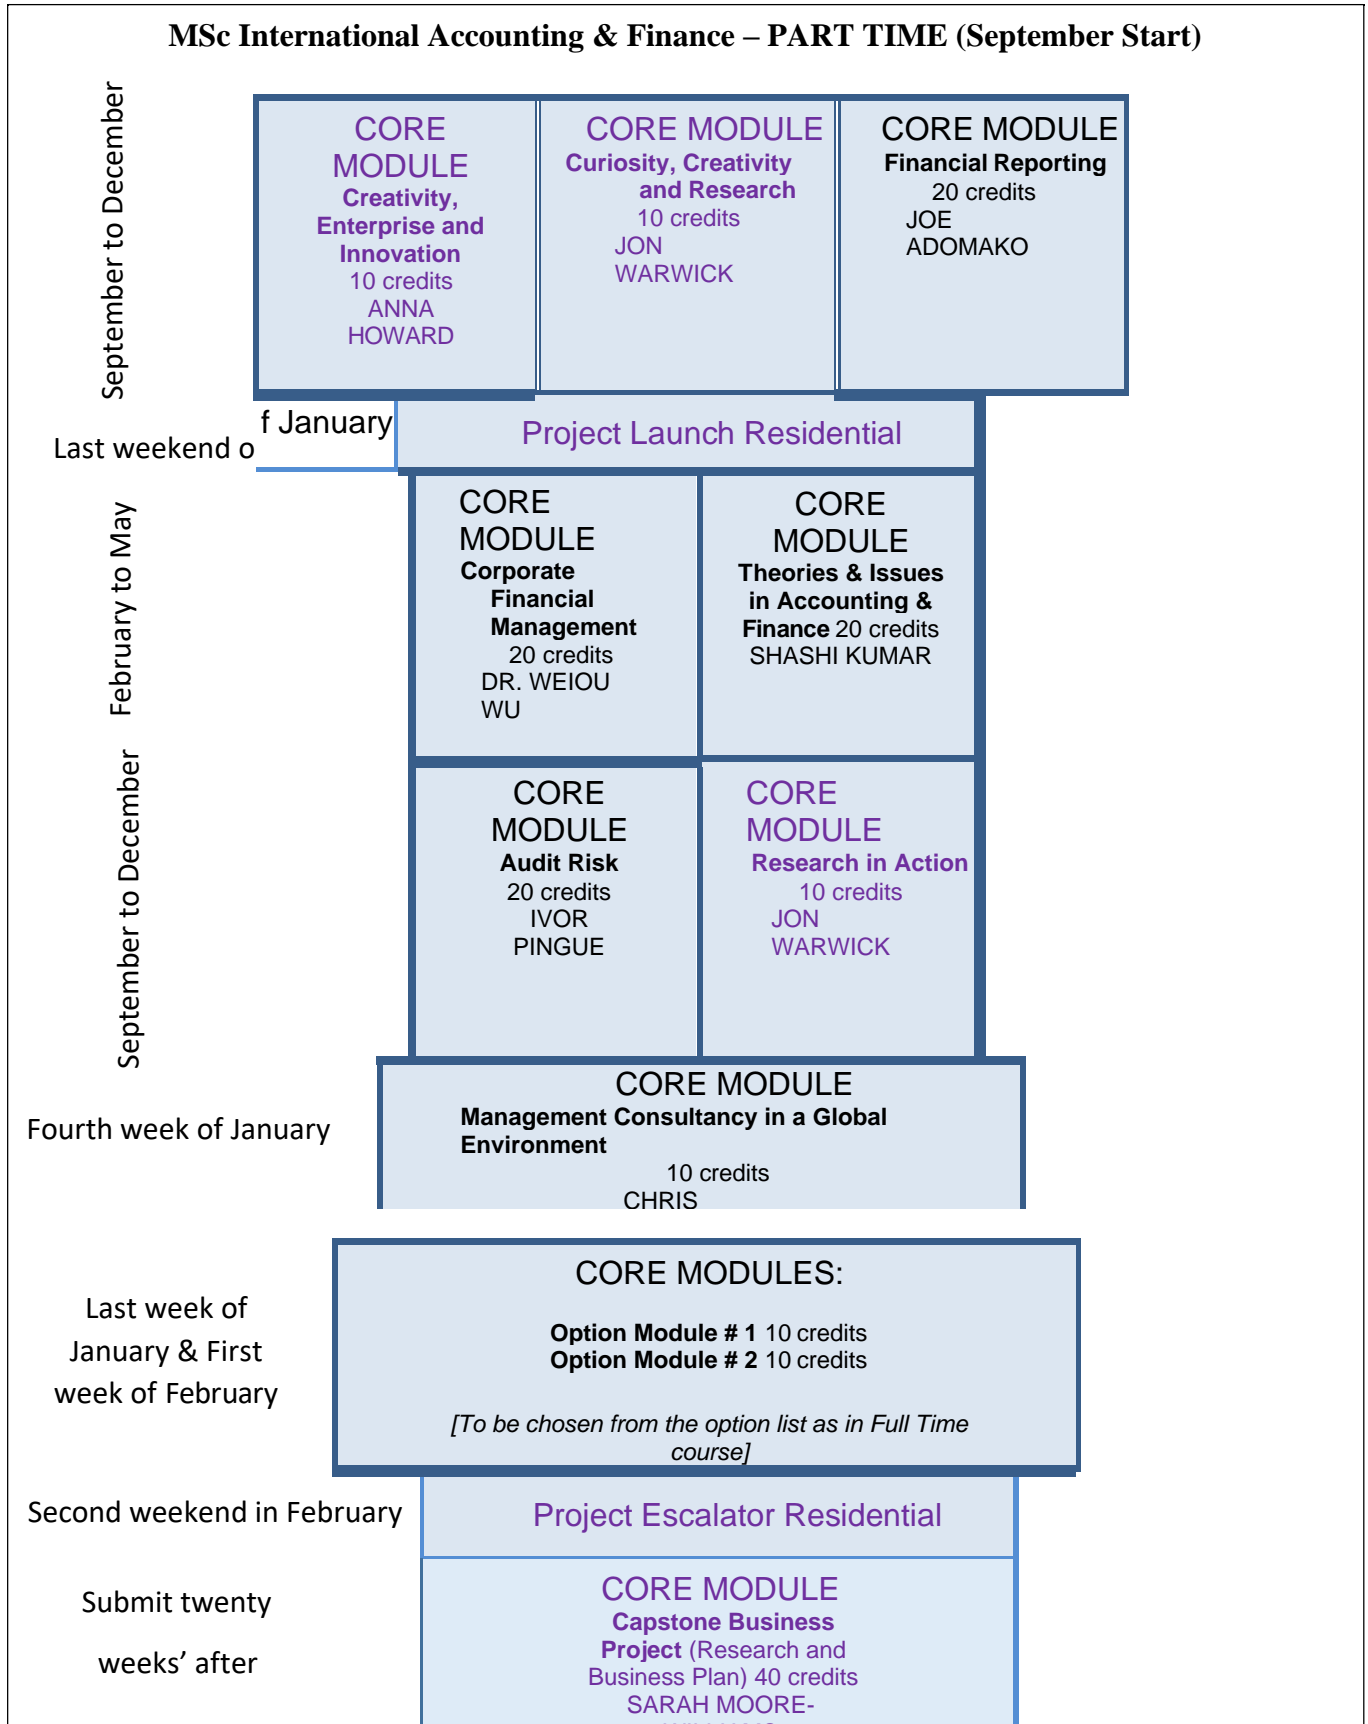 MSc International Accounting & Finance – PART TIME (September Start)
September to December
CORE
MODULE
Creativity,
Enterprise and
Innovation
10 credits
ANNA
HOWARD
CORE MODULE
Curiosity, Creativity
and Research
10 credits
JON
WARWICK
CORE MODULE
Financial Reporting
20 credits
JOE
ADOMAKO
Last weekend of January
Project Launch Residential
February to May
CORE
MODULE
Corporate
Financial
Management
20 credits
DR. WEIOU
WU
CORE
MODULE
Theories & Issues
in Accounting &
Finance 20 credits
SHASHI KUMAR
September to December
CORE
MODULE
Audit Risk
20 credits
IVOR
PINGUE
CORE
MODULE
Research in Action
10 credits
JON
WARWICK
Fourth week of January
CORE MODULE
Management Consultancy in a Global
Environment
10 credits
CHRIS
Last week of
January & First
week of February
CORE MODULES:
Option Module # 1 10 credits
Option Module # 2 10 credits
[To be chosen from the option list as in Full Time
course]
Second weekend in February
Project Escalator Residential
Submit twenty
weeks’ after
CORE MODULE
Capstone Business
Project (Research and
Business Plan) 40 credits
SARAH MOORE-